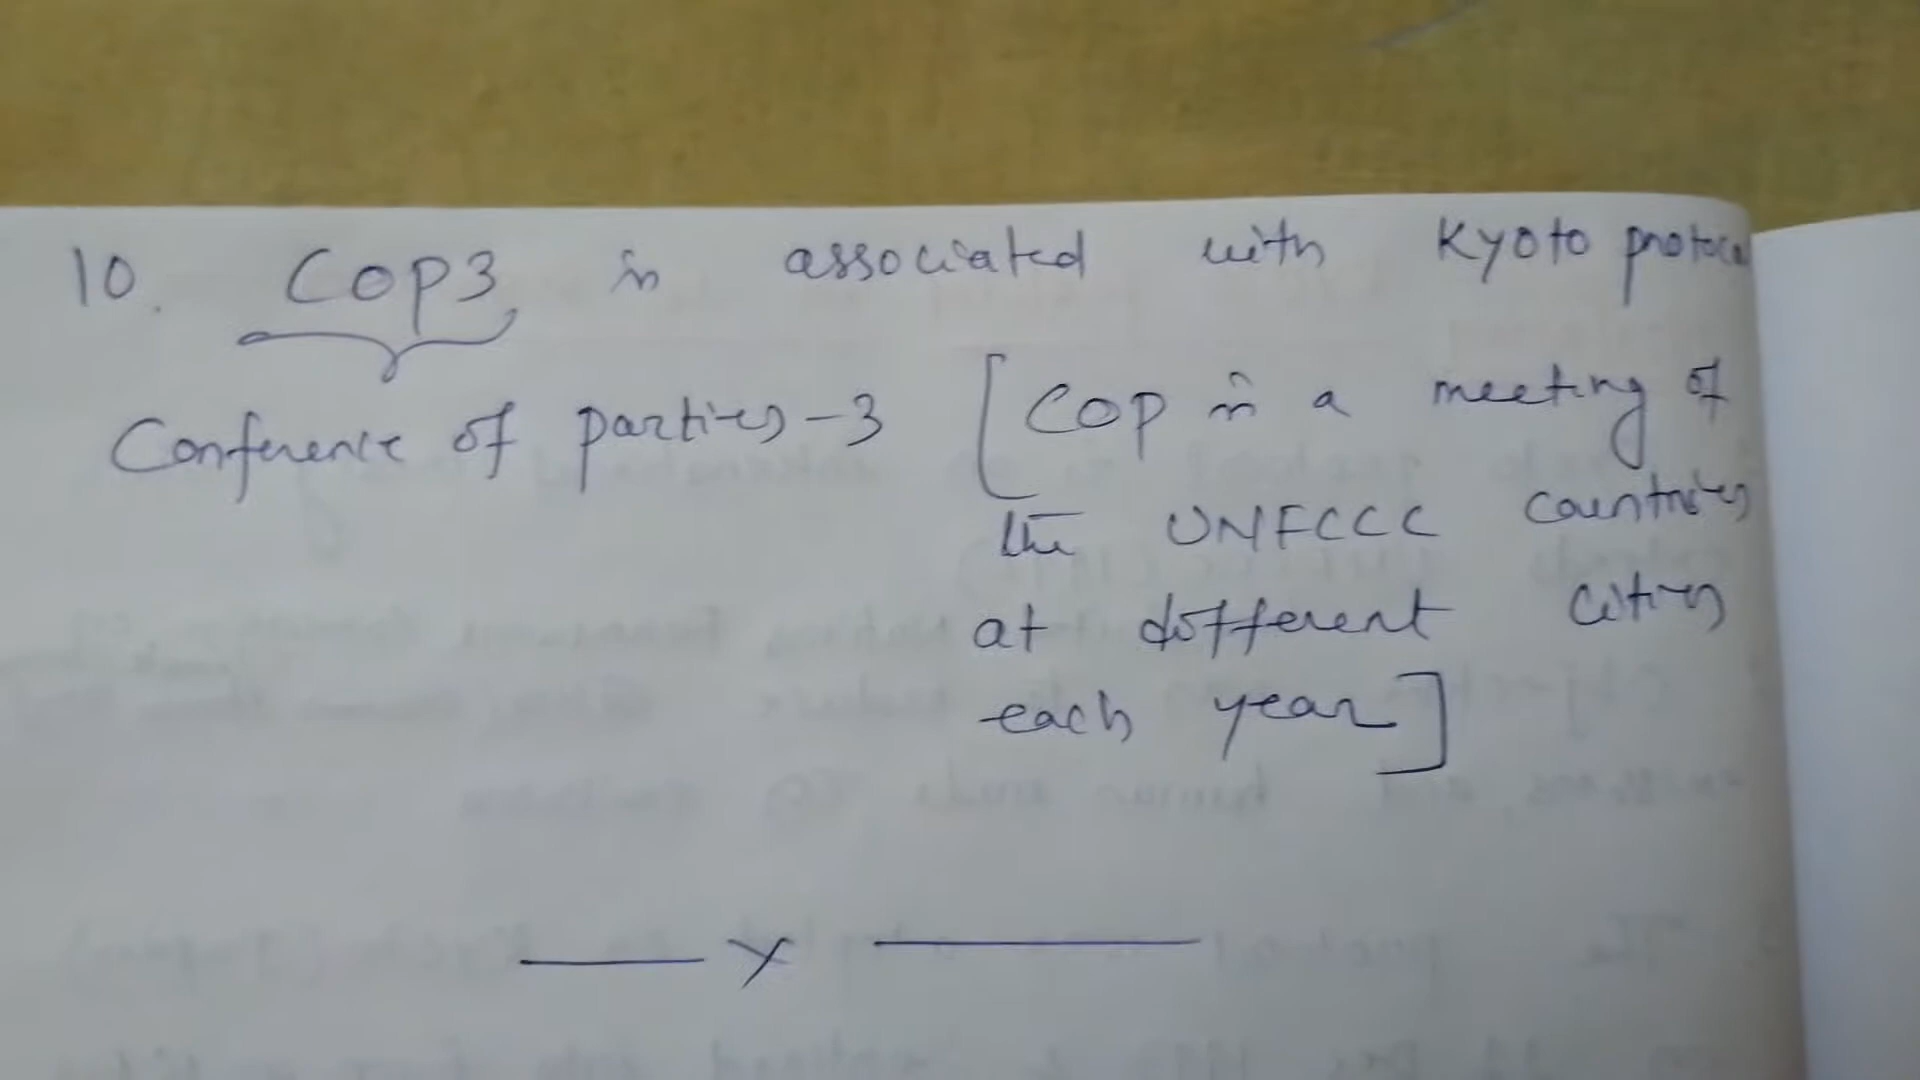 10. COP3 is associated with Kyoto protocol
Conference of parties-3 [COP is a meeting of
the UNFCCC countries
at different cities
each year]
x